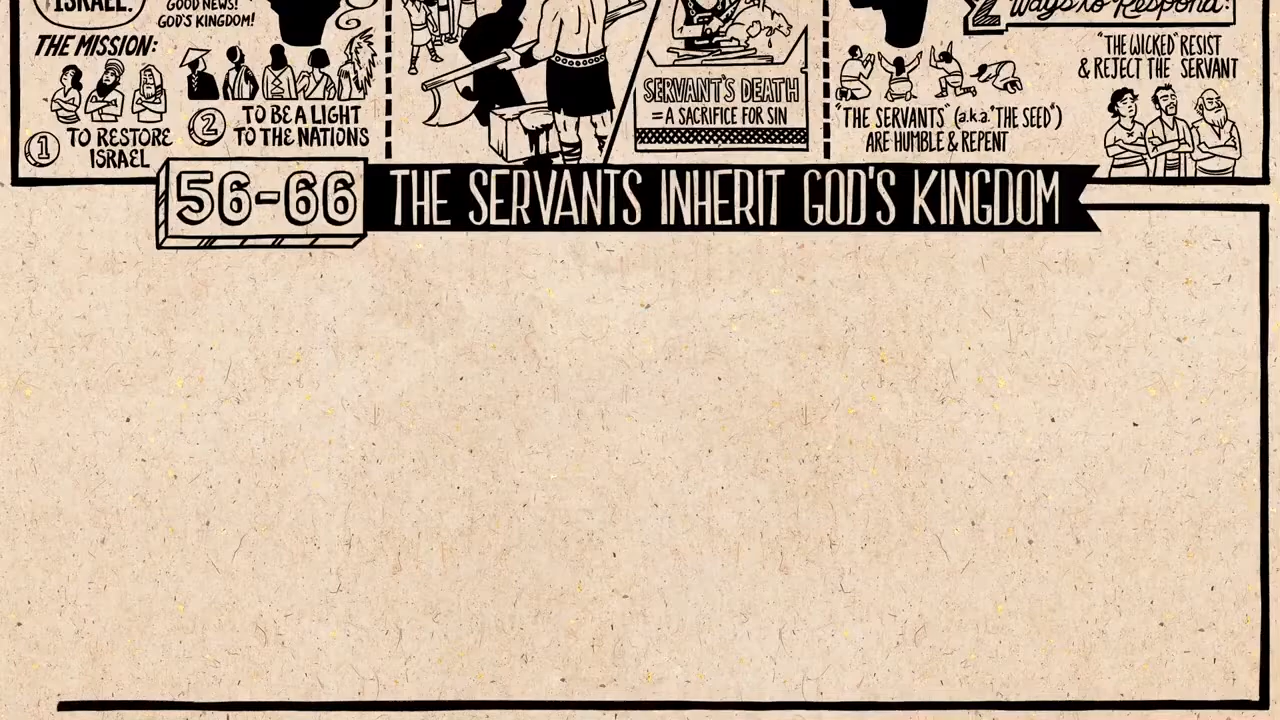 ISRAEL.
GOOD NEWS!
GOD'S KINGDOM!
THE MISSION:
1 TO RESTORE
ISRAEL
2 TO BE A LIGHT
TO THE NATIONS
SERVANT'S DEATH
= A SACRIFICE FOR SIN
2 Ways to Respond:
"THE SERVANTS" (a.k.a. "THE SEED")
ARE HUMBLE & REPENT
"THE WICKED" RESIST
& REJECT THE SERVANT
56-66 THE SERVANTS INHERIT GOD'S KINGDOM